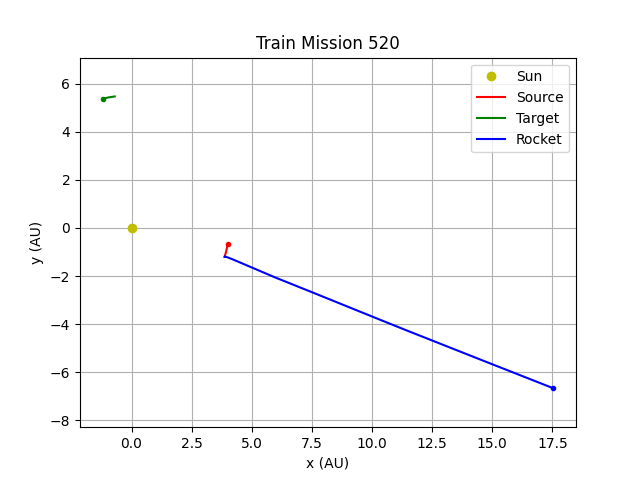 Train Mission 520
Sun
Source
Target
Rocket
y (AU)
6
4
2
0
−2
−4
−6
−8
0.0 2.5 5.0 7.5 10.0 12.5 15.0 17.5
x (AU)